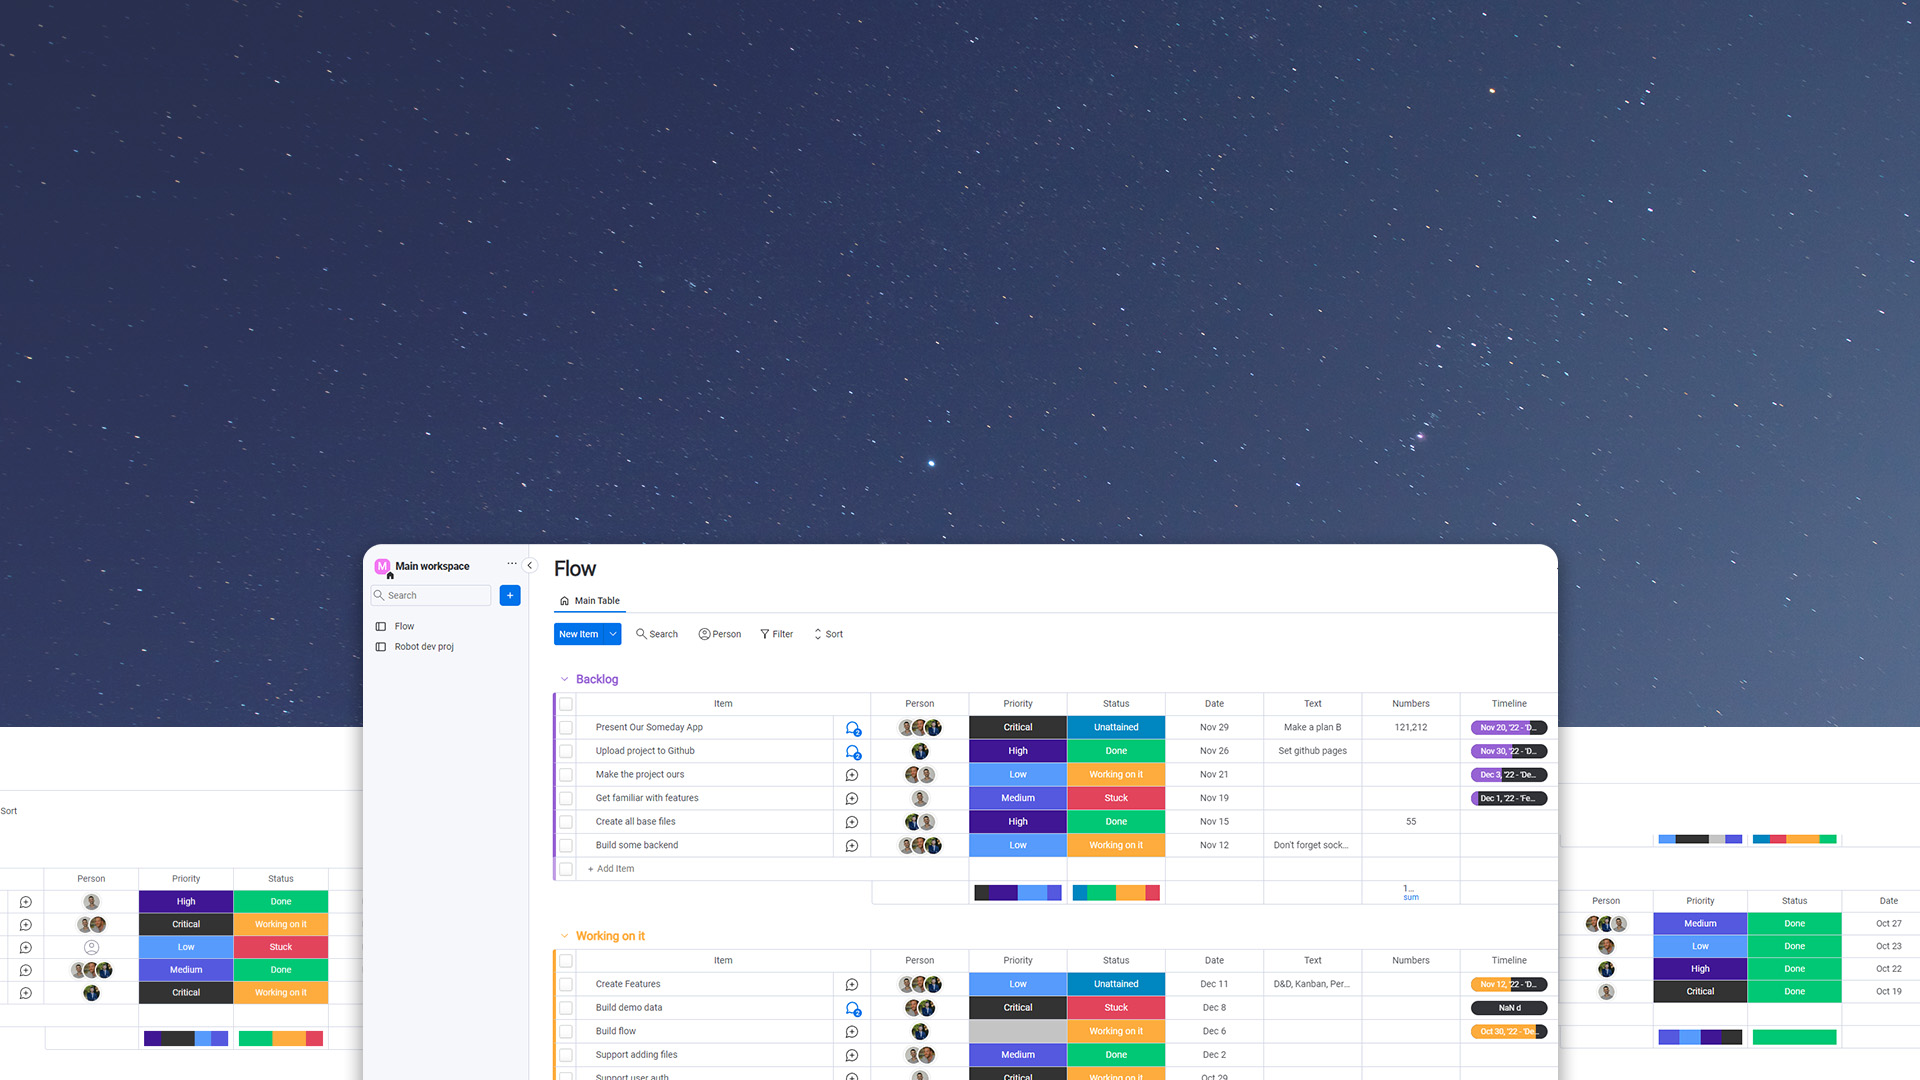 M Main workspace
Search
+
Flow
Robot dev proj
Flow
Main Table
New Item Search Person Filter Sort
Backlog
Item Person Priority Status Date Text Numbers Timeline
Present Our Someday App 2 Critical Unattained Nov 29 Make a plan B 121,212 Nov 20, '22 - 'D...
Upload project to Github 2 High Done Nov 26 Set github pages Nov 30, '22 - 'D...
Make the project ours Low Working on it Nov 21 Dec 3, '22 - 'De...
Get familiar with features Medium Stuck Nov 19 Dec 1, '22 - 'Fe...
Create all base files High Done Nov 15 55
Build some backend Low Working on it Nov 12 Don't forget sock...
+ Add Item
1...
sum
Working on it
Item Person Priority Status Date Text Numbers Timeline
Create Features Low Unattained Dec 11 D&D, Kanban, Per... Nov 12, '22 - 'D...
Build demo data 2 Critical Stuck Dec 8 NaN d
Build flow Working on it Dec 6 Oct 30, '22 - 'De...
Support adding files Medium Done Dec 2
Support user auth Critical Working on it Oct 29
Sort
Person Priority Status
High Done
Critical Working on it
Low Stuck
Medium Done
Critical Working on it
Person Priority Status Date
Medium Done Oct 27
Low Done Oct 23
High Done Oct 22
Critical Done Oct 19